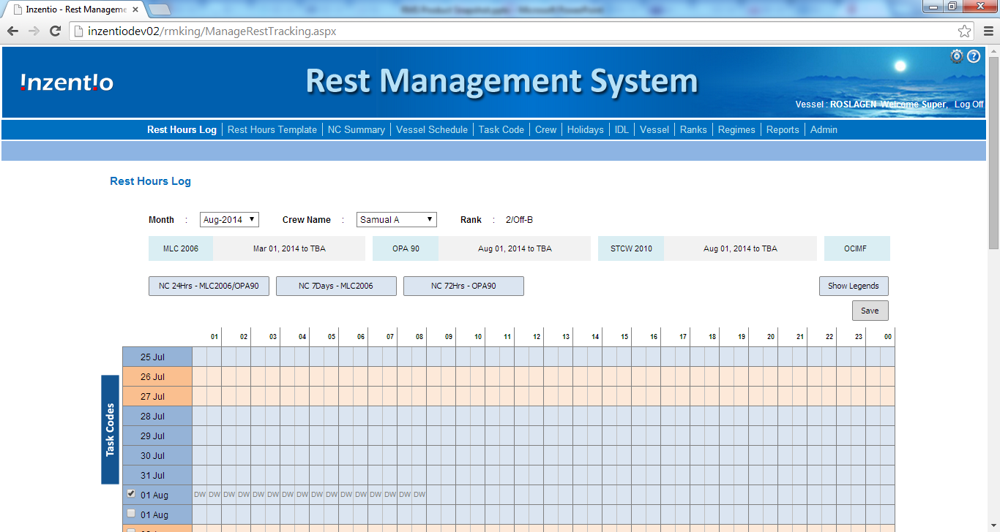 Inzentio - Rest Manageme
inzentiodev02/rmking/ManageRestTracking.aspx
!nzent!o
Rest Management System
Vessel : ROSLAGEN Welcome Super, Log Off
Rest Hours Log Rest Hours Template NC Summary Vessel Schedule Task Code Crew Holidays IDL Vessel Ranks Regimes Reports Admin
Rest Hours Log
Month : Aug-2014 Crew Name : Samual A Rank : 2/Off-B
MLC 2006 Mar 01, 2014 to TBA OPA 90 Aug 01, 2014 to TBA STCW 2010 Aug 01, 2014 to TBA OCIMF
NC 24Hrs - MLC2006/OPA90 NC 7Days - MLC2006 NC 72Hrs - OPA90 Show Legends
Save
01 02 03 04 05 06 07 08 09 10 11 12 13 14 15 16 17 18 19 20 21 22 23 00
25 Jul
26 Jul
27 Jul
28 Jul
29 Jul
30 Jul
31 Jul
Task Codes
01 Aug DW DW DW DW DW DW DW DW DW DW DW DW DW DW DW DW
01 Aug